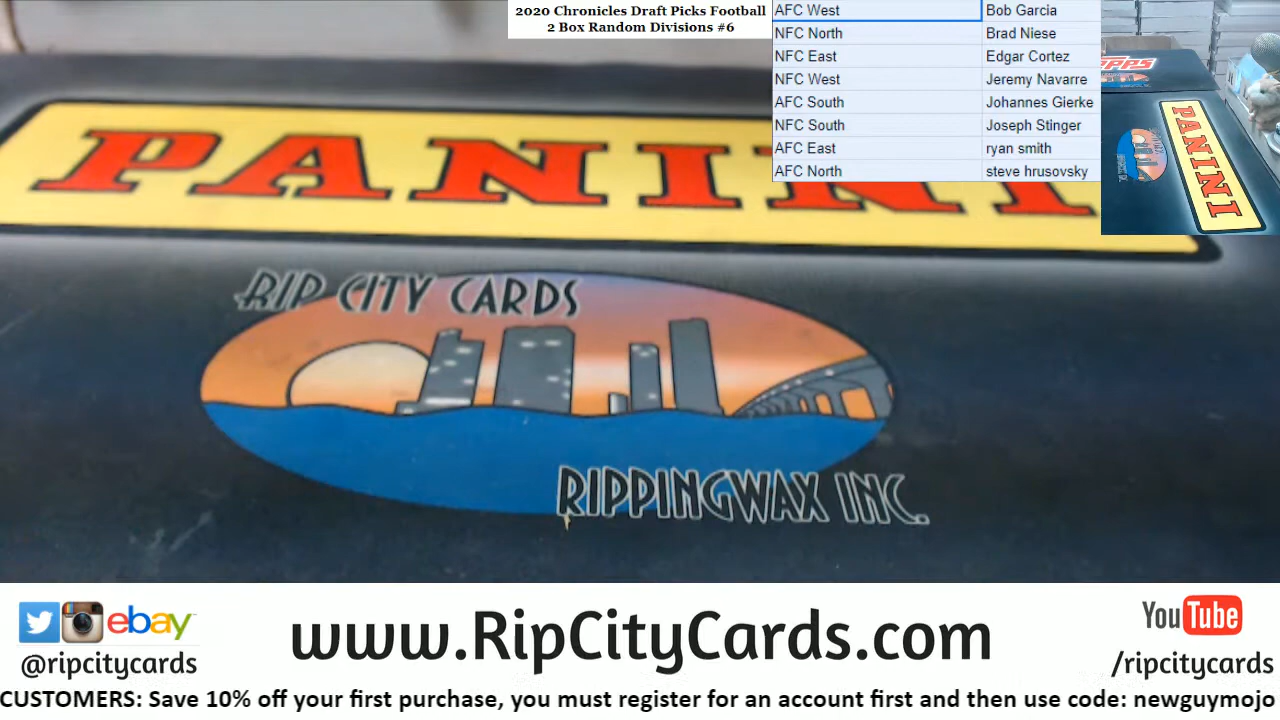 2020 Chronicles Draft Picks Football
2 Box Random Divisions #6
AFC West Bob Garcia
NFC North Brad Niese
NFC East Edgar Cortez
NFC West Jeremy Navarre
AFC South Johannes Gierke
NFC South Joseph Stinger
AFC East ryan smith
AFC North steve hrusovsky
PANINI
PANINI
RIP CITY CARDS
RIPPINGWAX INC.
ebay
@ripcitycards
www.RipCityCards.com
YouTube
/ripcitycards
CUSTOMERS: Save 10% off your first purchase, you must register for an account first and then use code: newguymojo